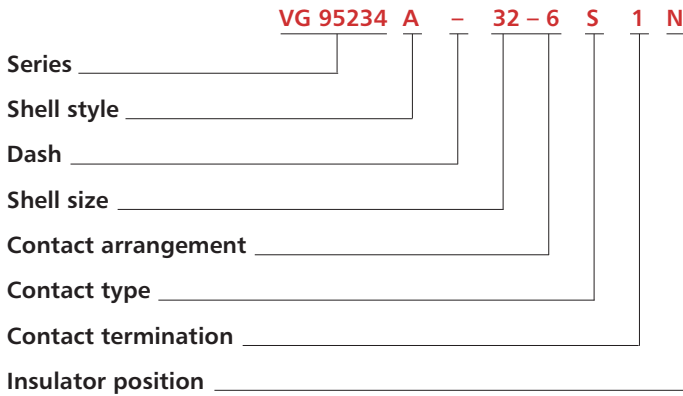 VG 95234 A – 32 – 6 S 1 N
Series
Shell style
Dash
Shell size
Contact arrangement
Contact type
Contact termination
Insulator position